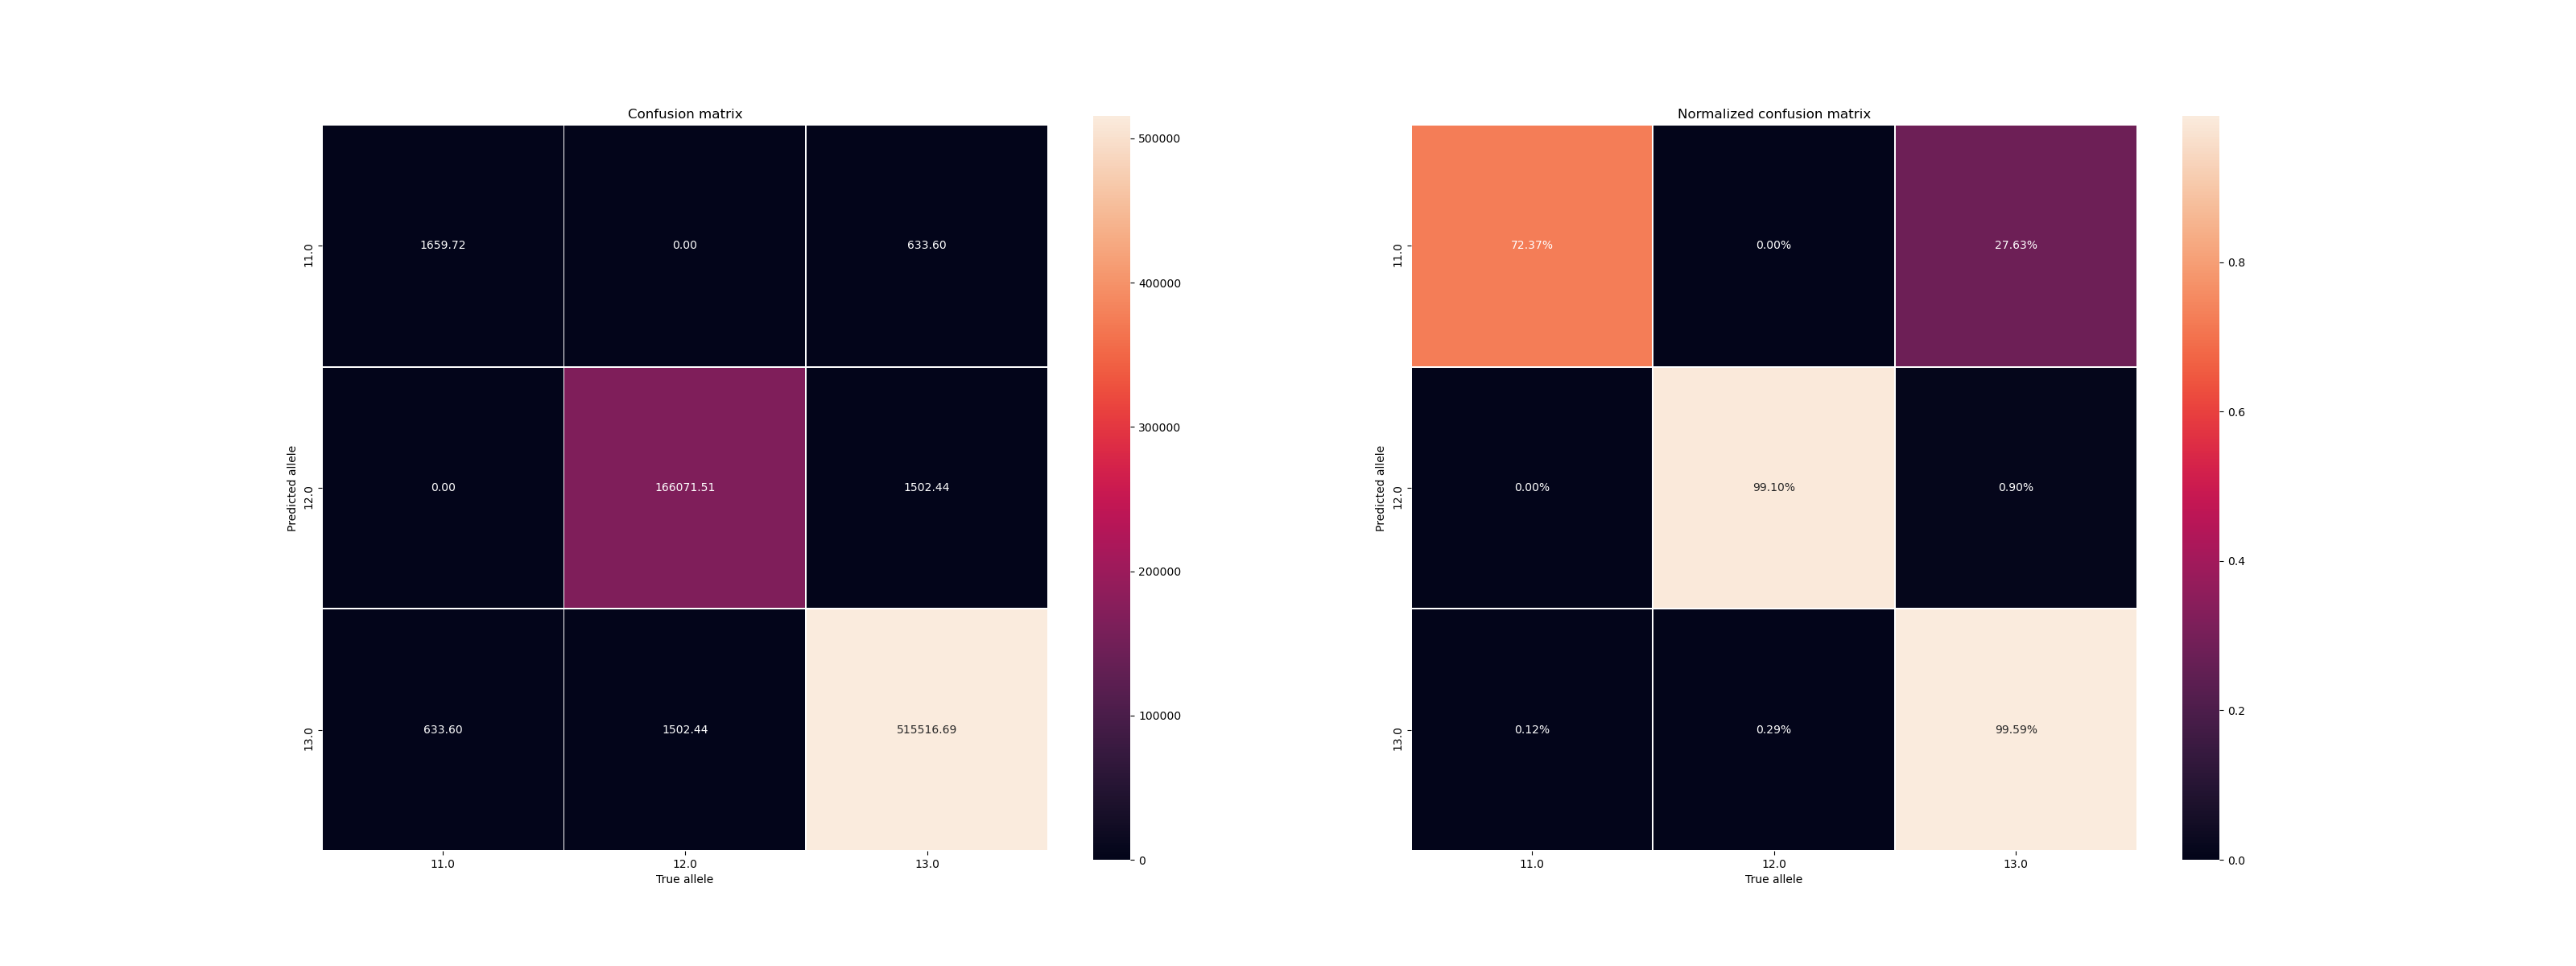 Confusion matrix
1659.72 0.00 633.60
0.00 166071.51 1502.44
633.60 1502.44 515516.69
11.0
12.0
13.0
Predicted allele
11.0 12.0 13.0
True allele
500000
400000
300000
200000
100000
0
Normalized confusion matrix
72.37% 0.00% 27.63%
0.00% 99.10% 0.90%
0.12% 0.29% 99.59%
11.0
12.0
13.0
Predicted allele
11.0 12.0 13.0
True allele
0.8
0.6
0.4
0.2
0.0